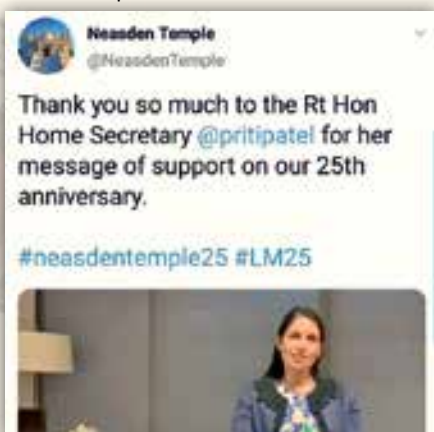 Neasden Temple
@NeasdenTemple
Thank you so much to the Rt Hon
Home Secretary @pritipatel for her
message of support on our 25th
anniversary.
#neasdentemple25 #LM25